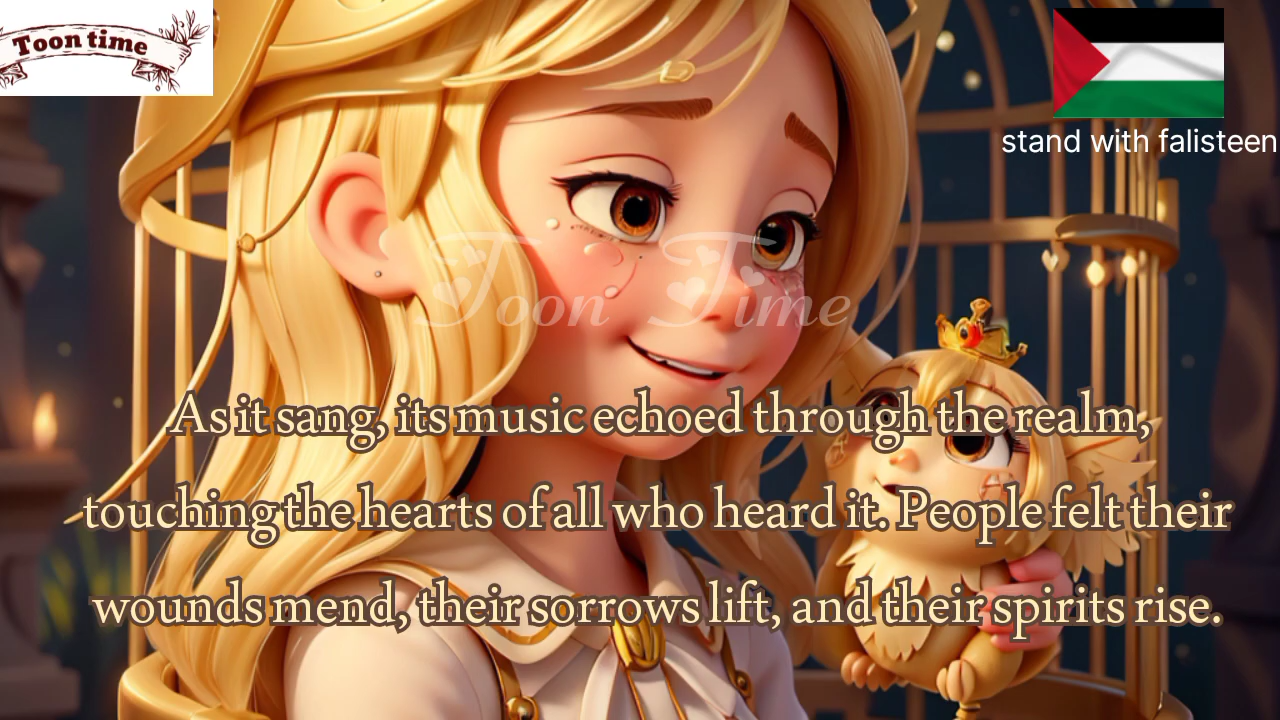 Toon time
stand with falisteen
Toon Time
As it sang, its music echoed through the realm,
touching the hearts of all who heard it. People felt their
wounds mend, their sorrows lift, and their spirits rise.